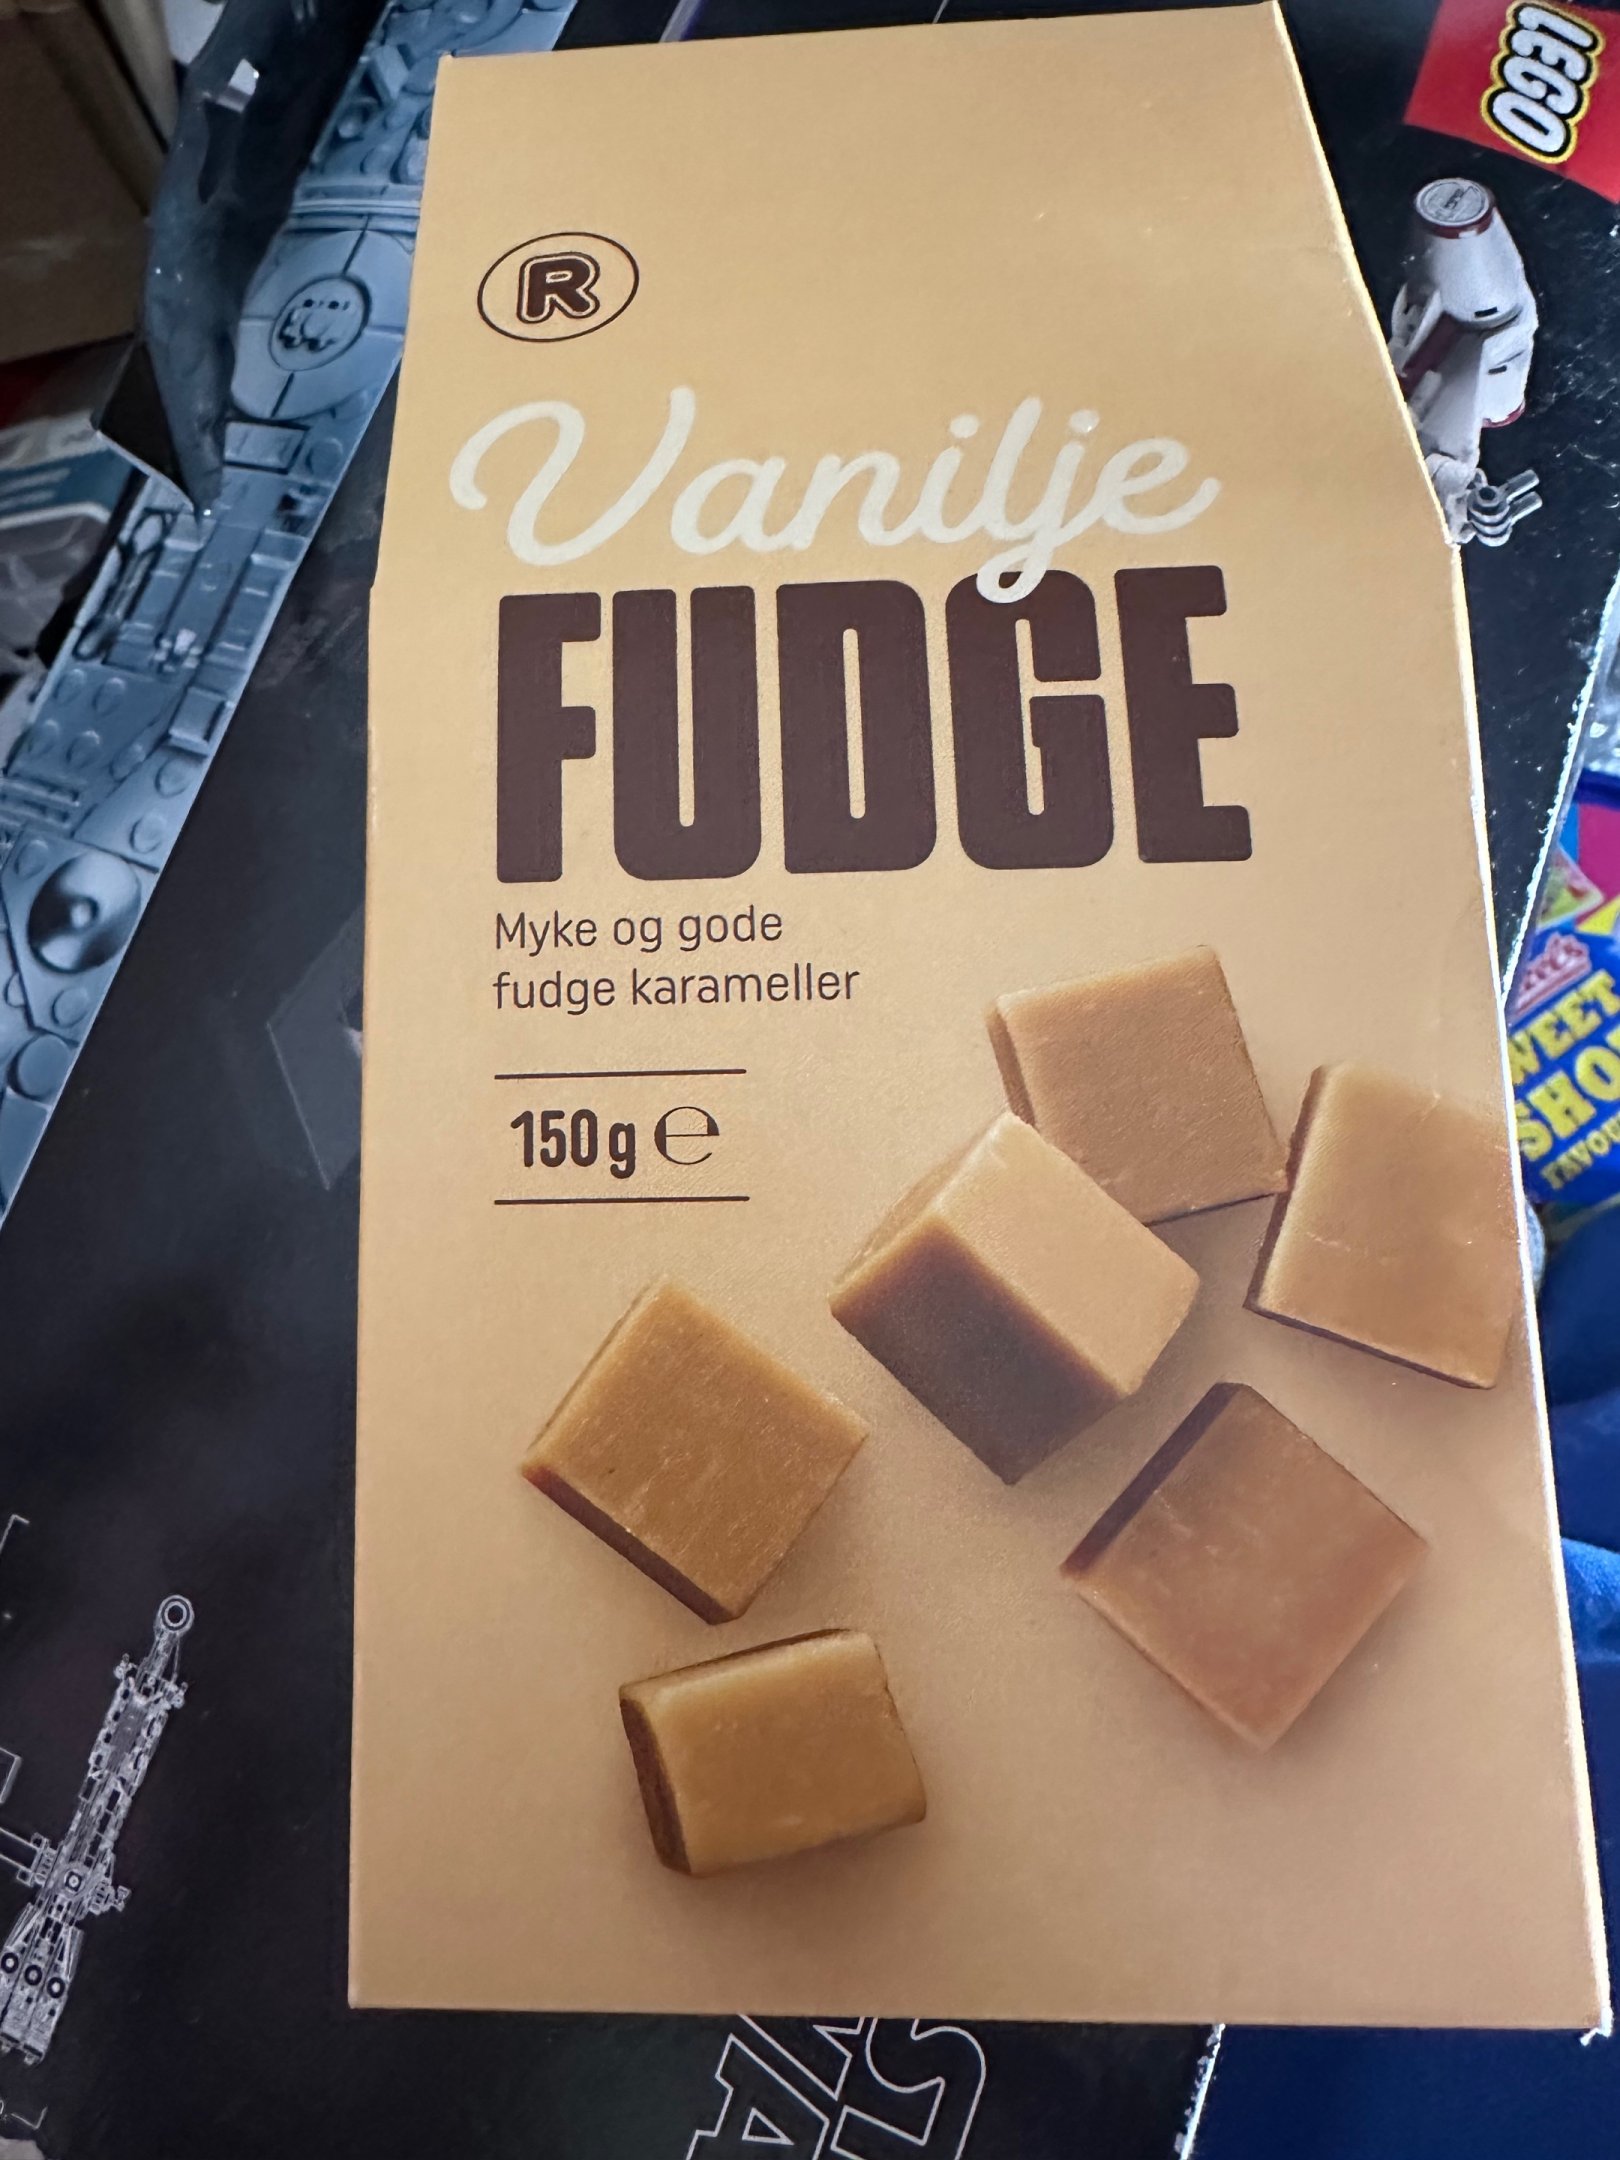 LEGO
R
Vanilje
FUDGE
Myke og gode
fudge karameller
150g ℮